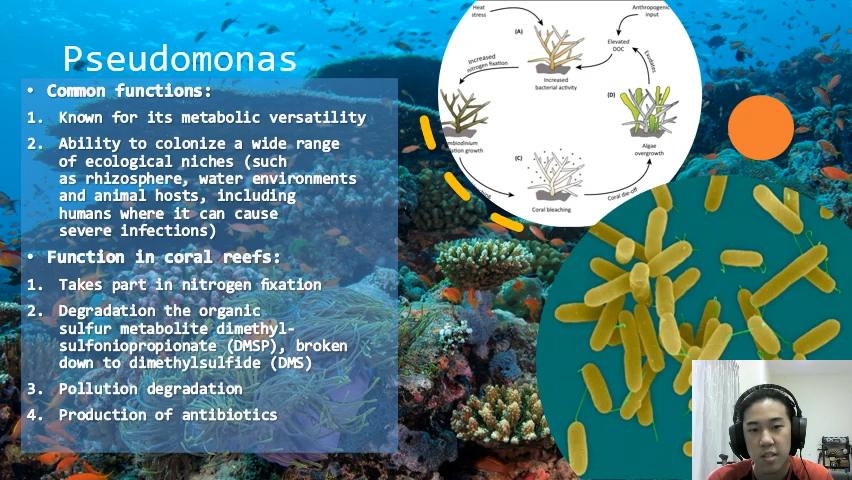 Pseudomonas
• Common functions:
1. Known for its metabolic versatility
2. Ability to colonize a wide range
of ecological niches (such
as rhizosphere, water environments
and animal hosts, including
humans where it can cause
severe infections)
• Function in coral reefs:
1. Takes part in nitrogen fixation
2. Degradation the organic
sulfur metabolite dimethyl-
sulfoniopropionate (DMSP), broken
down to dimethylsulfide (DMS)
3. Pollution degradation
4. Production of antibiotics
Heat
stress
Anthropogenic
input
(A)
Elevated
DOC
Increased
nitrogen fixation
Exudates
Increased
bacterial activity
(D)
growth
Algae
overgrowth
(C)
Coral die-off
Coral bleaching